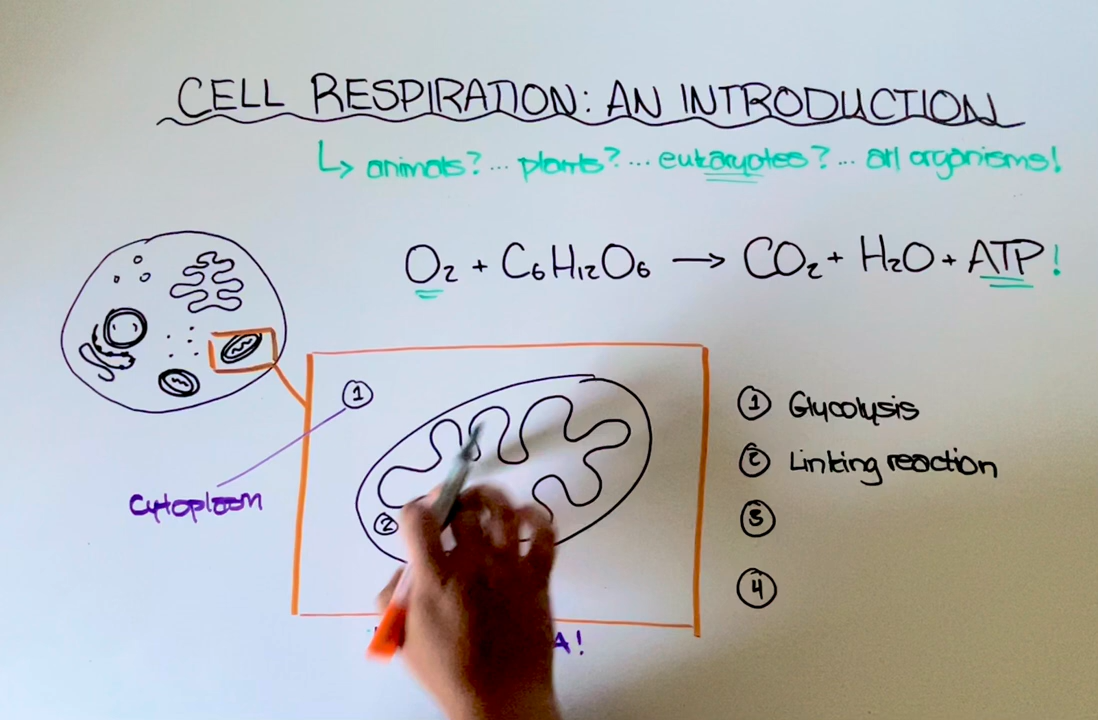 CELL RESPIRATION: AN INTRODUCTION
↳ animals? ... plants? ... eukaryotes? ... all organisms!
O₂ + C₆H₁₂O₆ → CO₂ + H₂O + ATP!
①
① Glycolysis
② Linking reaction
Cytoplasm
②
③
④
A!